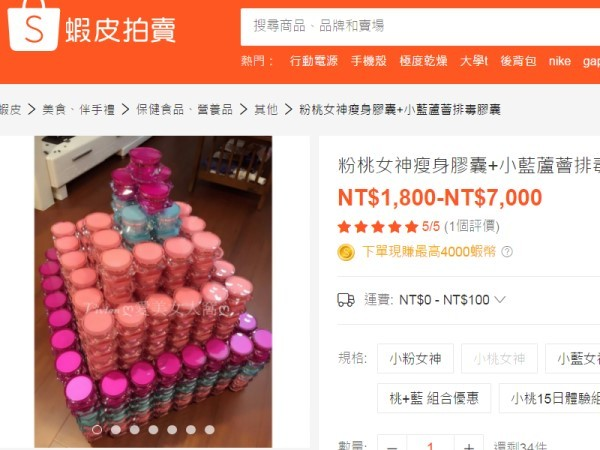 蝦皮拍賣
搜尋商品、品牌和賣場
熱門： 行動電源 手機殼 極度乾燥 大學t 後背包 nike gap
蝦皮 > 美食、伴手禮 > 保健食品、營養品 > 其他 > 粉桃女神瘦身膠囊+小藍蘆薈排毒膠囊
粉桃女神瘦身膠囊+小藍蘆薈排毒
NT$1,800-NT$7,000
5/5 (1個評價)
下單現賺最高4000蝦幣
運費: NT$0 - NT$100
規格: 小粉女神 小桃女神 小藍女
桃+藍 組合優惠 小桃15日體驗組
數量: 1 還剩34件